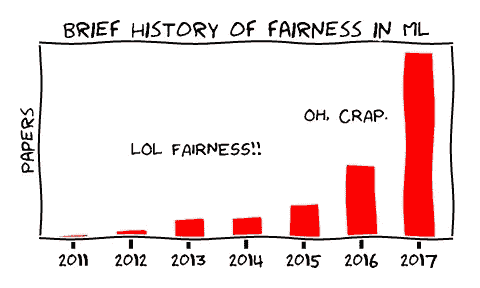 BRIEF HISTORY OF FAIRNESS IN ML
PAPERS
OH, CRAP.
LOL FAIRNESS!!
2011 2012 2013 2014 2015 2016 2017